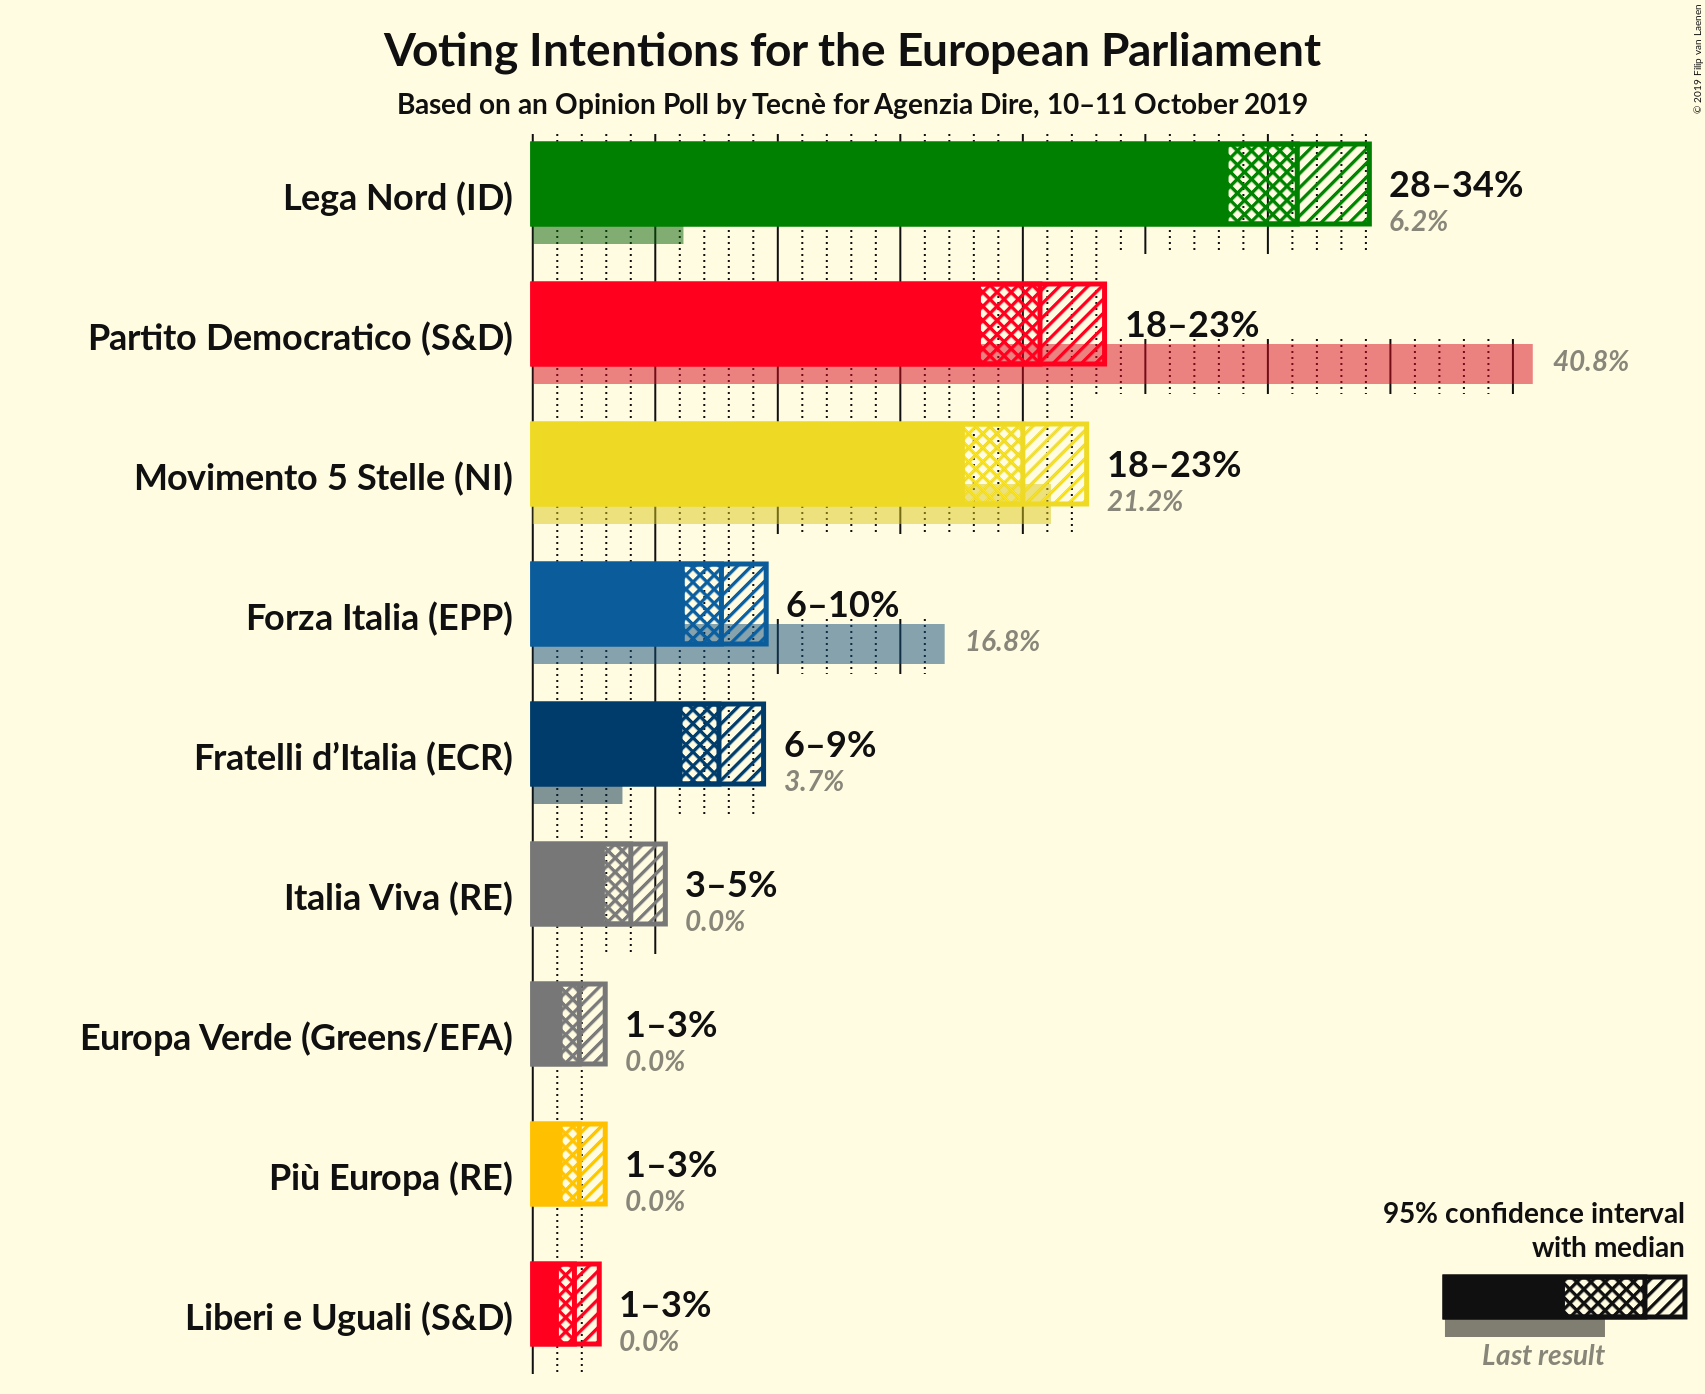 Voting Intentions for the European Parliament
Based on an Opinion Poll by Tecnè for Agenzia Dire, 10–11 October 2019
© 2019 Filip van Laenen
Lega Nord (ID)
28–34%
6.2%
Partito Democratico (S&D)
18–23%
40.8%
Movimento 5 Stelle (NI)
18–23%
21.2%
Forza Italia (EPP)
6–10%
16.8%
Fratelli d’Italia (ECR)
6–9%
3.7%
Italia Viva (RE)
3–5%
0.0%
Europa Verde (Greens/EFA)
1–3%
0.0%
Più Europa (RE)
1–3%
0.0%
Liberi e Uguali (S&D)
1–3%
0.0%
95% confidence interval
with median
Last result